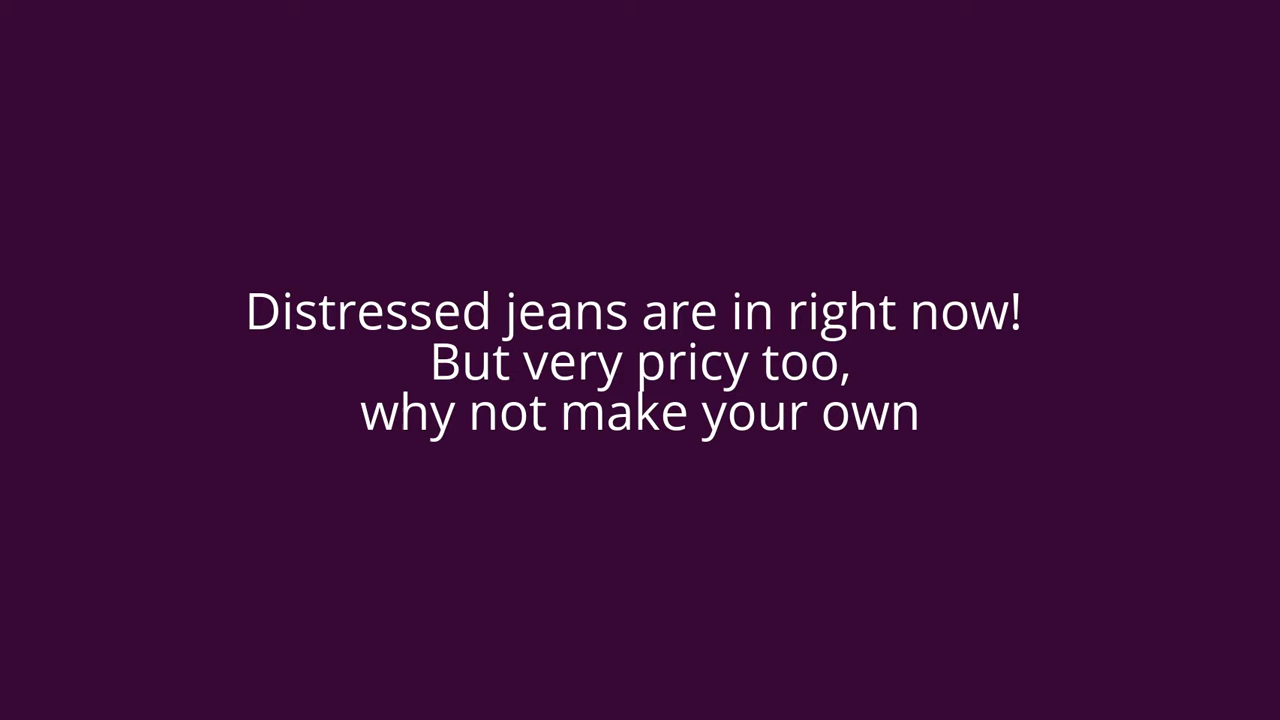 Distressed jeans are in right now!
But very pricy too,
why not make your own